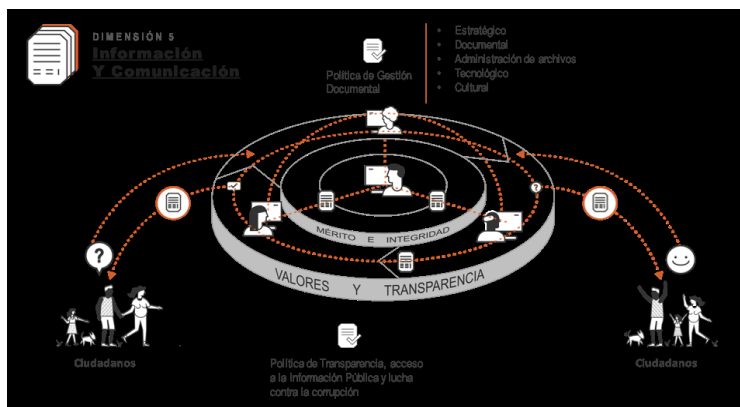 DIMENSIÓN 5
Información
Y Comunicación
Política de Gestión
Documental
• Estratégico
• Documental
• Administración de archivos
• Tecnológico
• Cultural
?
?
MÉRITO E INTEGRIDAD
VALORES Y TRANSPARENCIA
Ciudadanos
Ciudadanos
Política de Transparencia, acceso
a la Información Pública y lucha
contra la corrupción